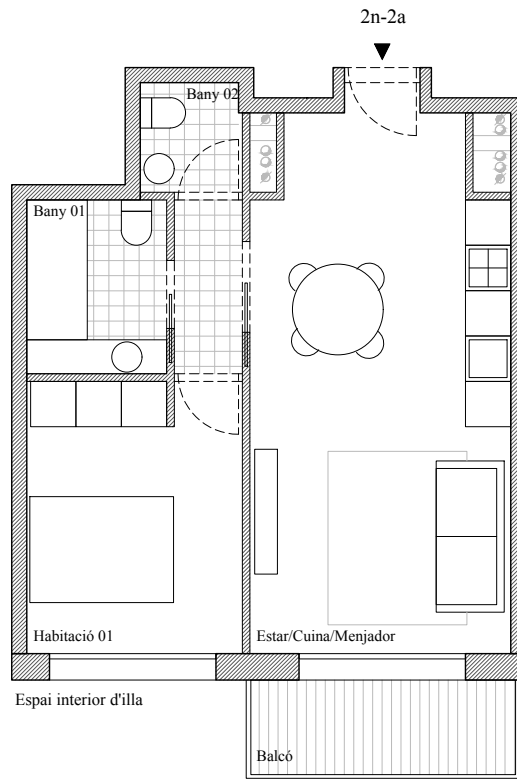 2n-2a
Bany 02
Bany 01
Habitació 01
Estar/Cuina/Menjador
Espai interior d'illa
Balcó